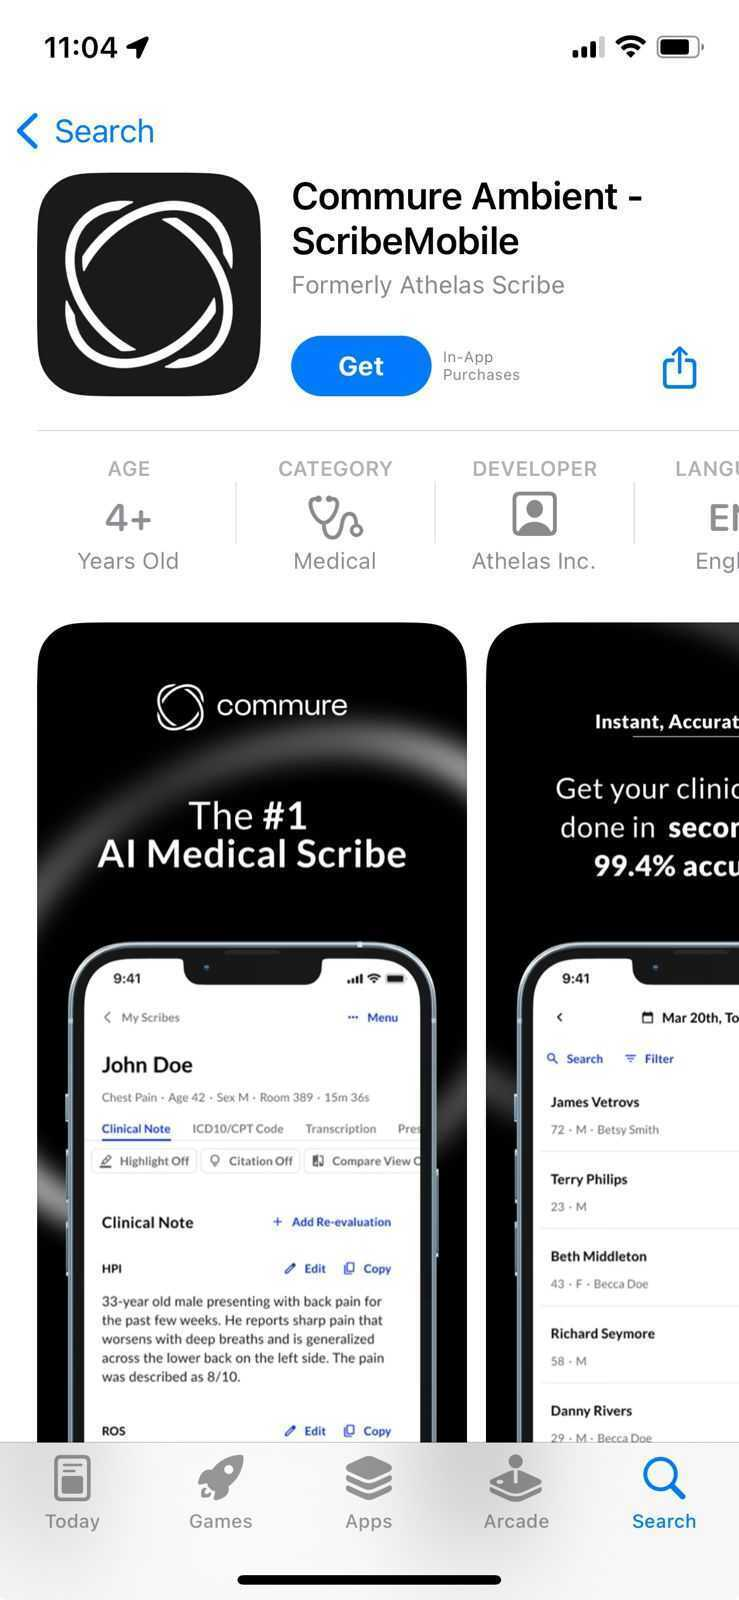 11:04
Search
Commure Ambient -
ScribeMobile
Formerly Athelas Scribe
Get
In-App
Purchases
AGE
4+
Years Old
CATEGORY
Medical
DEVELOPER
Athelas Inc.
LANGU
EN
Engl
commure
The #1
AI Medical Scribe
9:41
My Scribes
Menu
John Doe
Chest Pain · Age 42 · Sex M · Room 389 · 15m 36s
Clinical Note ICD10/CPT Code Transcription Pres
Highlight Off Citation Off Compare View O
Clinical Note + Add Re-evaluation
HPI Edit Copy
33-year old male presenting with back pain for
the past few weeks. He reports sharp pain that
worsens with deep breaths and is generalized
across the lower back on the left side. The pain
was described as 8/10.
ROS Edit Copy
Instant, Accurat
Get your clinic
done in secon
99.4% accu
9:41
Mar 20th, To
Search Filter
James Vetrovs
72 · M · Betsy Smith
Terry Philips
23 · M
Beth Middleton
43 · F · Becca Doe
Richard Seymore
58 · M
Danny Rivers
29 · M · Becca Doe
Today Games Apps Arcade Search